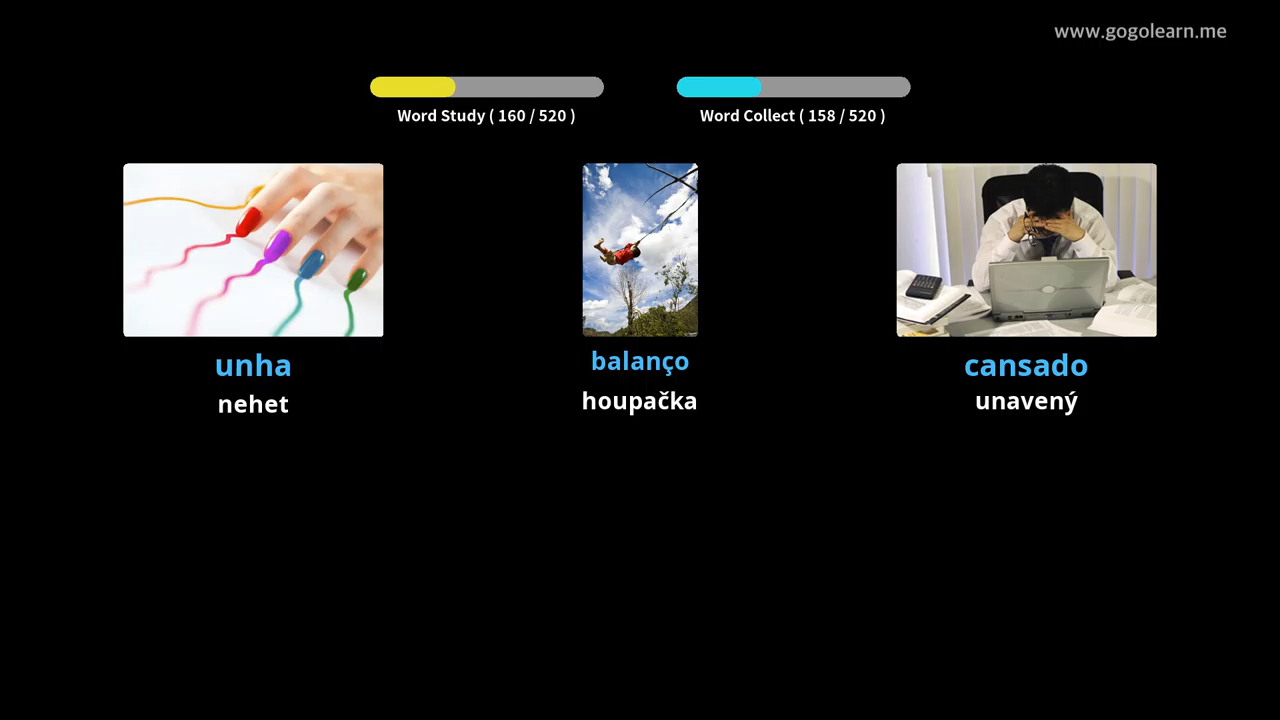 www.gogolearn.me
Word Study ( 160 / 520 )
Word Collect ( 158 / 520 )
unha
nehet
balanço
houpačka
cansado
unavený